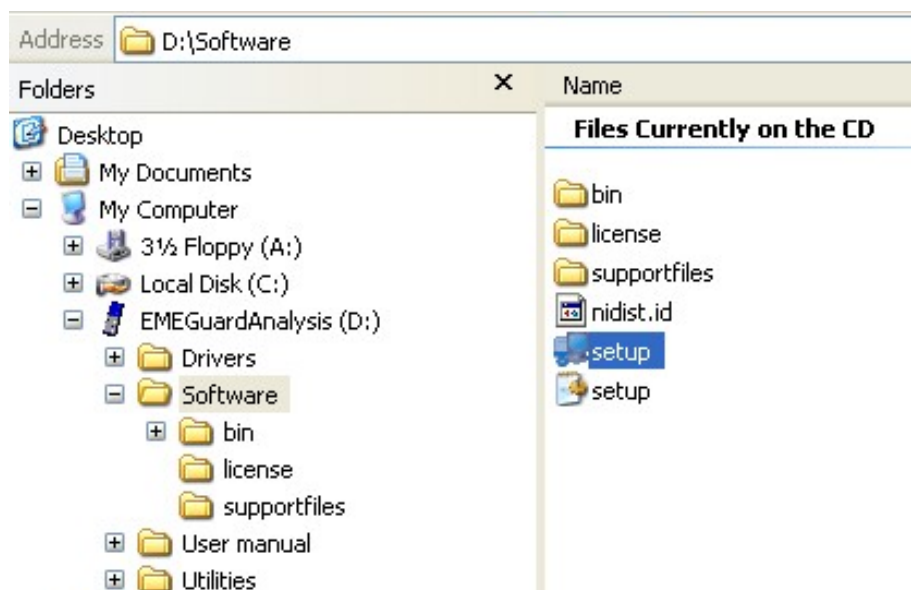 Address D:\Software
Folders
Desktop
My Documents
My Computer
3½ Floppy (A:)
Local Disk (C:)
EMEGuardAnalysis (D:)
Drivers
Software
bin
license
supportfiles
User manual
Utilities
Name
Files Currently on the CD
bin
license
supportfiles
nidist.id
setup
setup